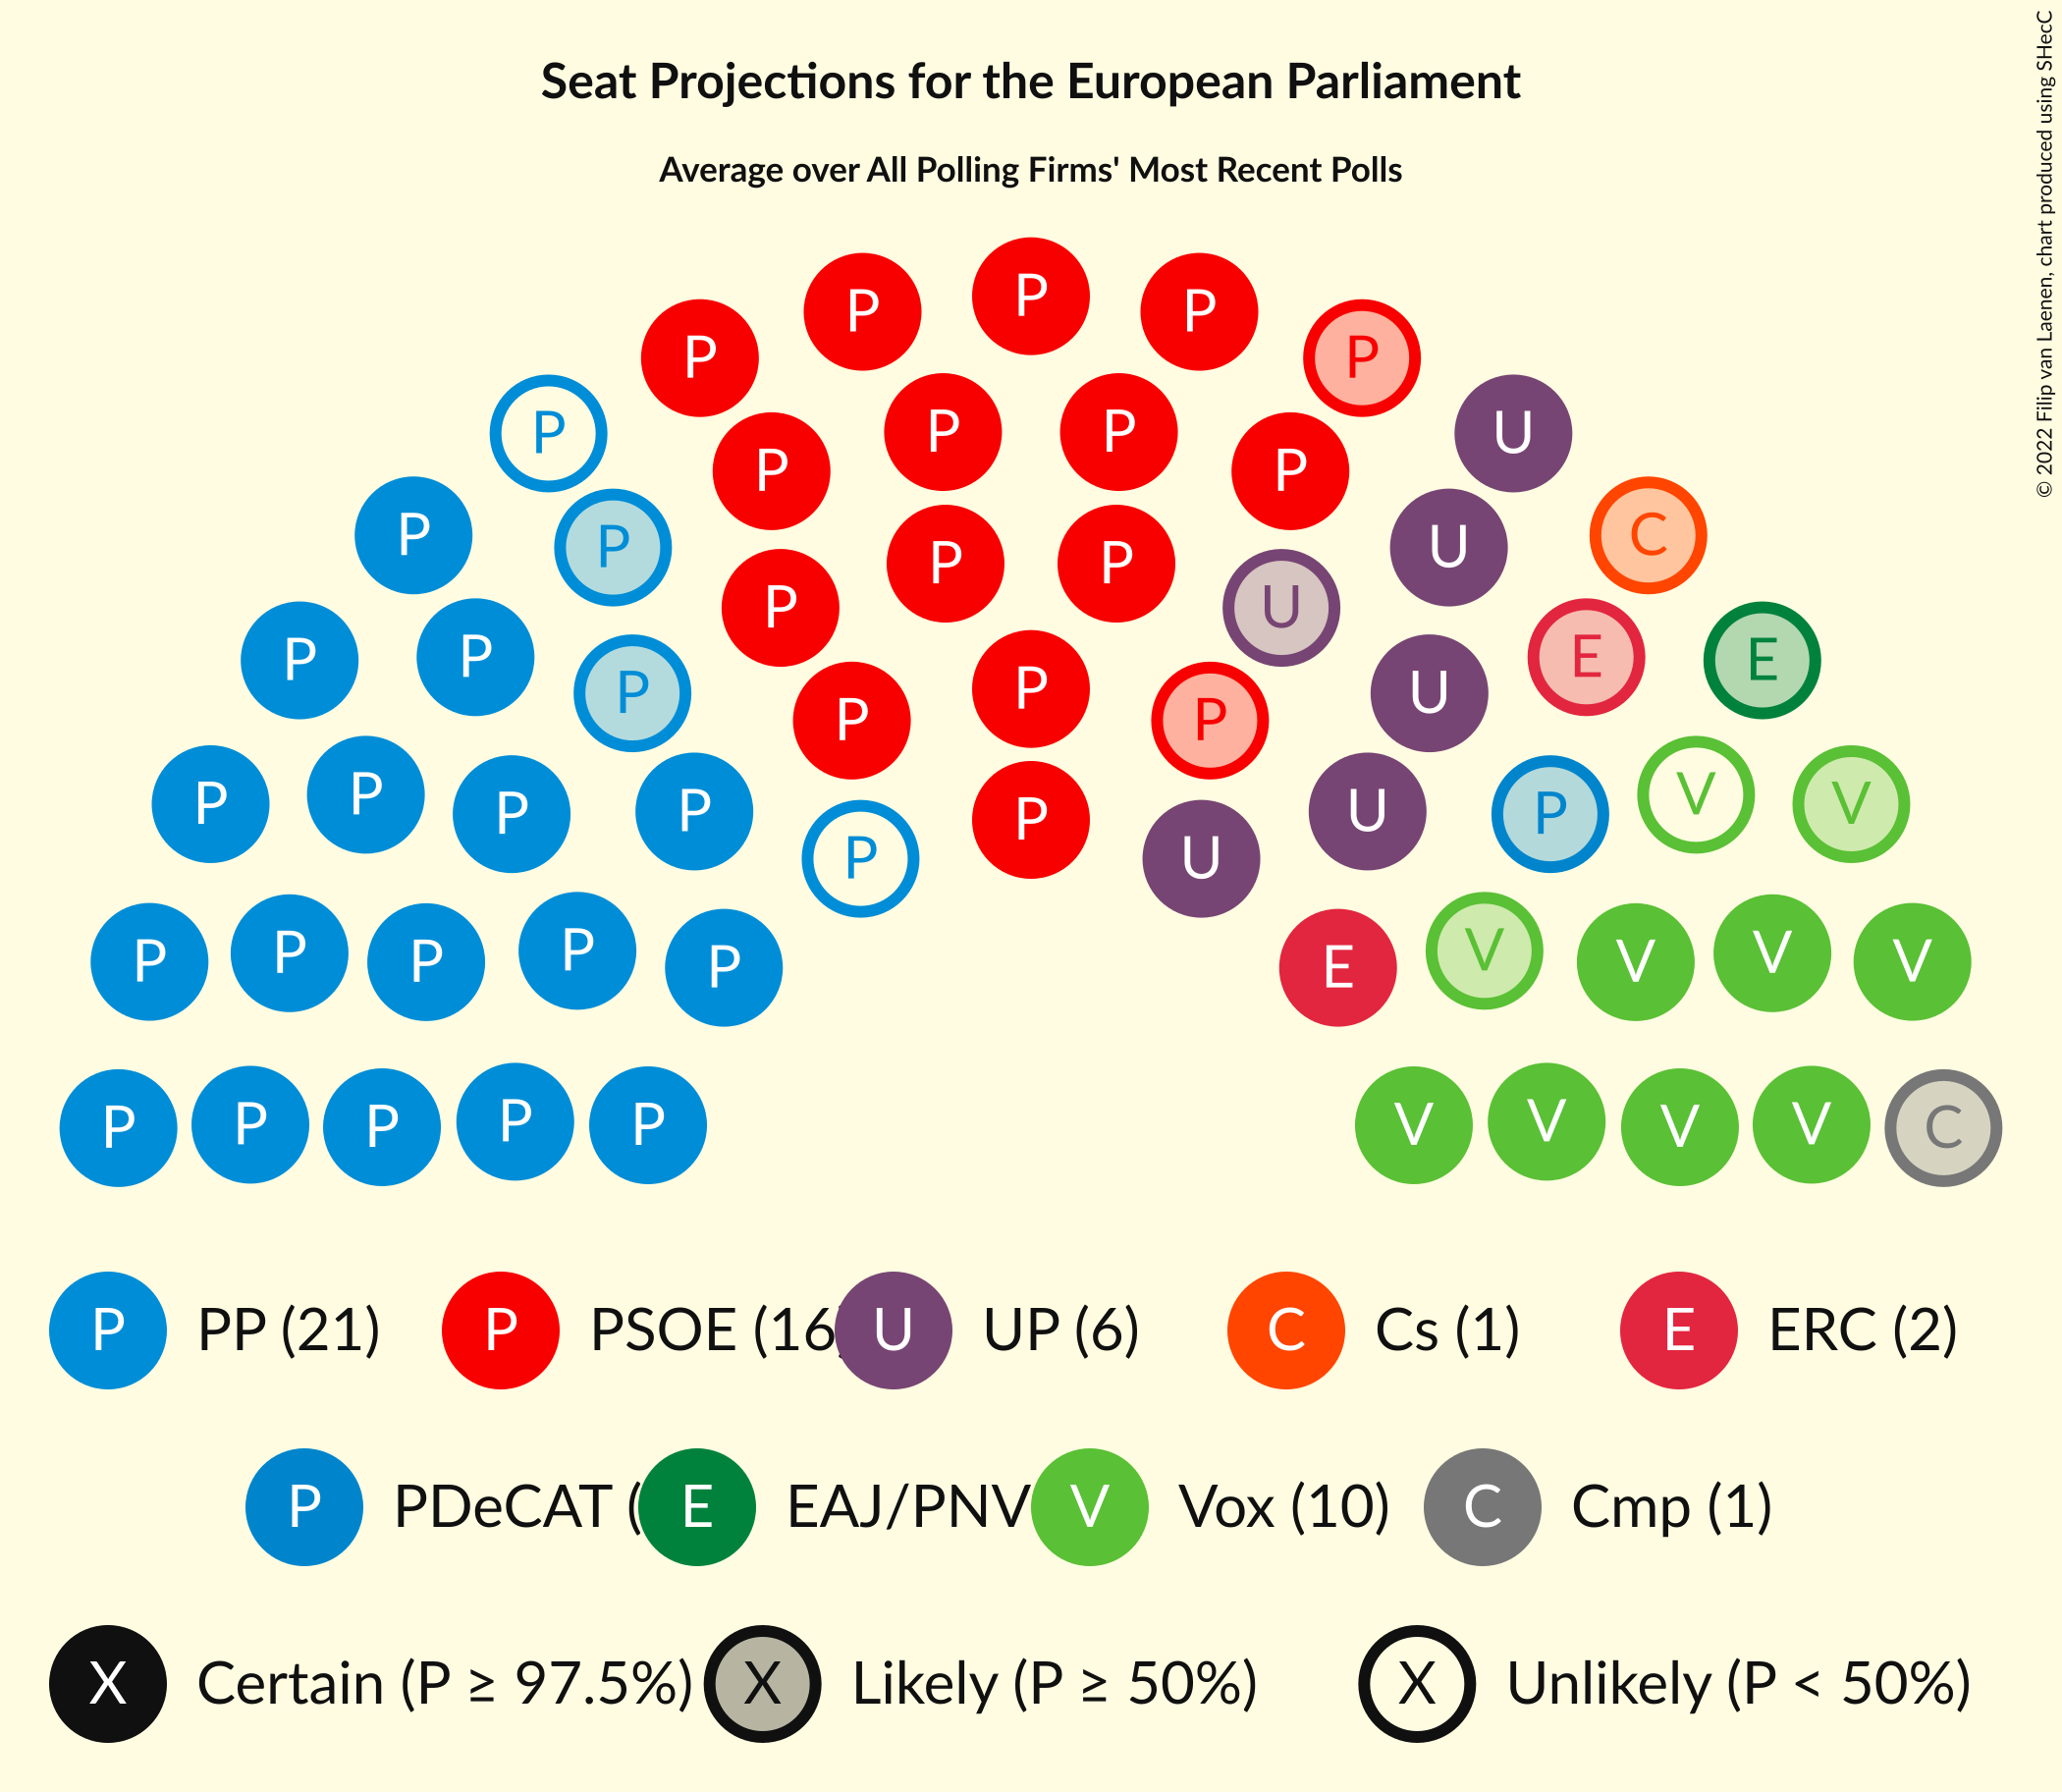 Seat Projections for the European Parliament
Average over All Polling Firms' Most Recent Polls
© 2022 Filip van Laenen, chart produced using SHecC
P P P
P P
P U
P P P P
C
P P U
P P
P U
P E E
P P U
P P P
P P P V V
P P U
P U
P P P P P E V V V V
P P P P P V V V V C
P PP (21) P PSOE (16 U UP (6) C Cs (1) E ERC (2)
P PDeCAT ( E EAJ/PNV V Vox (10) C Cmp (1)
X Certain (P ≥ 97.5%) X Likely (P ≥ 50%) X Unlikely (P < 50%)